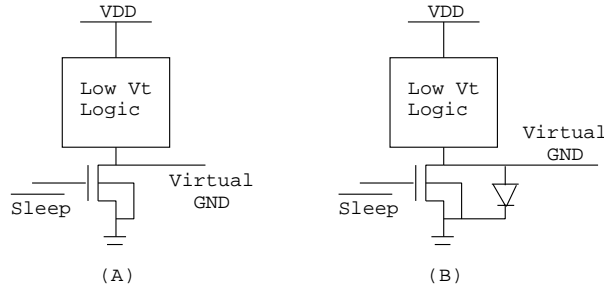 VDD
Low Vt
Logic
Virtual
GND
Sleep
(A)
VDD
Low Vt
Logic
Virtual
GND
Sleep
(B)